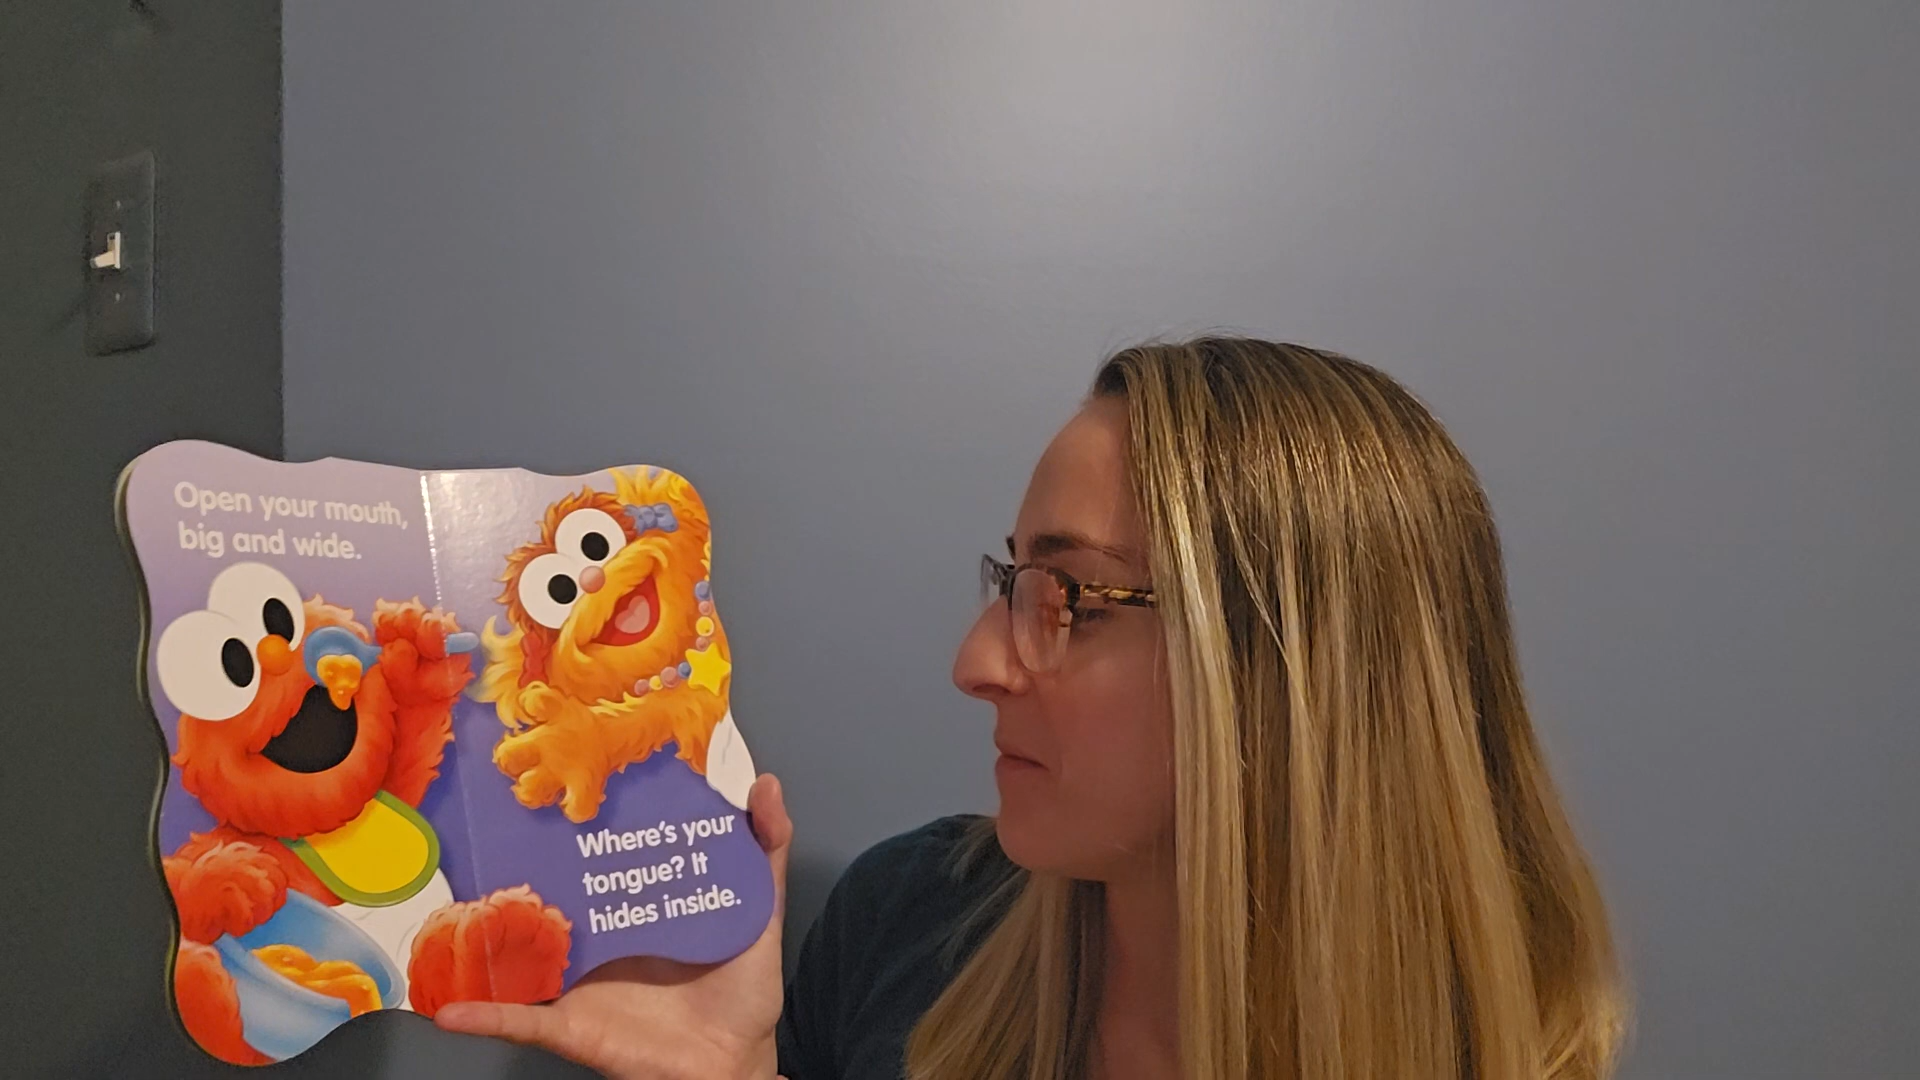 Open your mouth,
big and wide.
Where's your
tongue? It
hides inside.